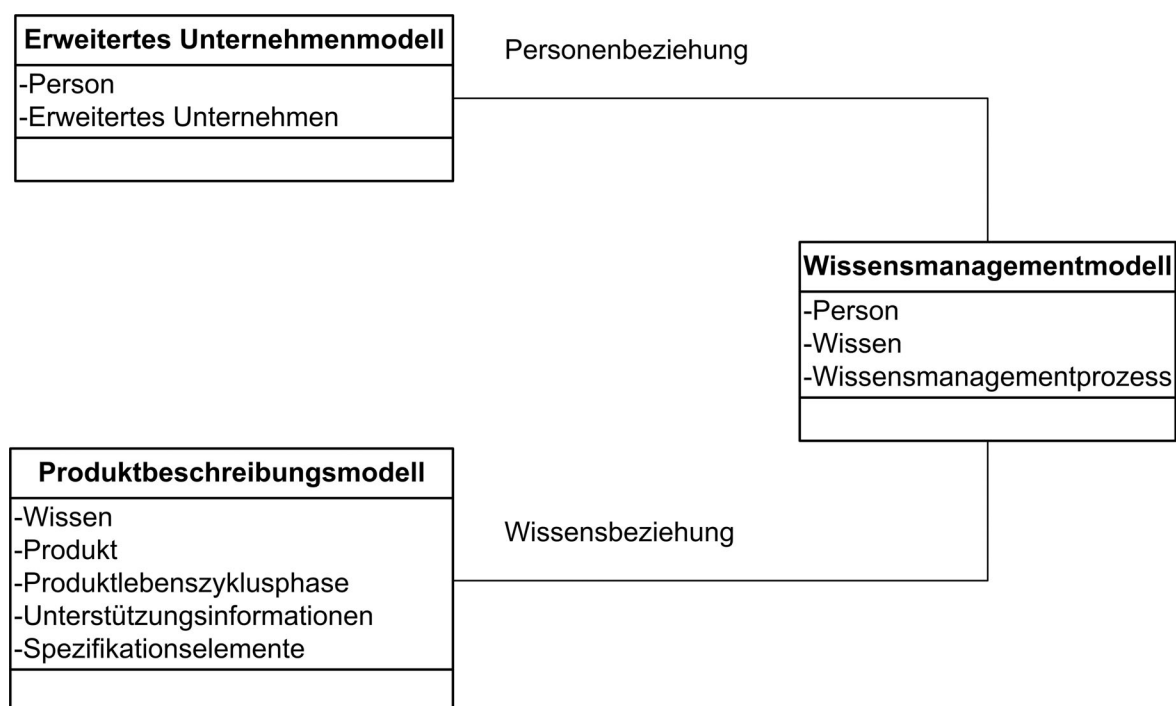 Erweitertes Unternehmenmodell
-Person
-Erweitertes Unternehmen
Personenbeziehung
Wissensmanagementmodell
-Person
-Wissen
-Wissensmanagementprozess
Produktbeschreibungsmodell
-Wissen
-Produkt
-Produktlebenszyklusphase
-Unterstützungsinformationen
-Spezifikationselemente
Wissensbeziehung